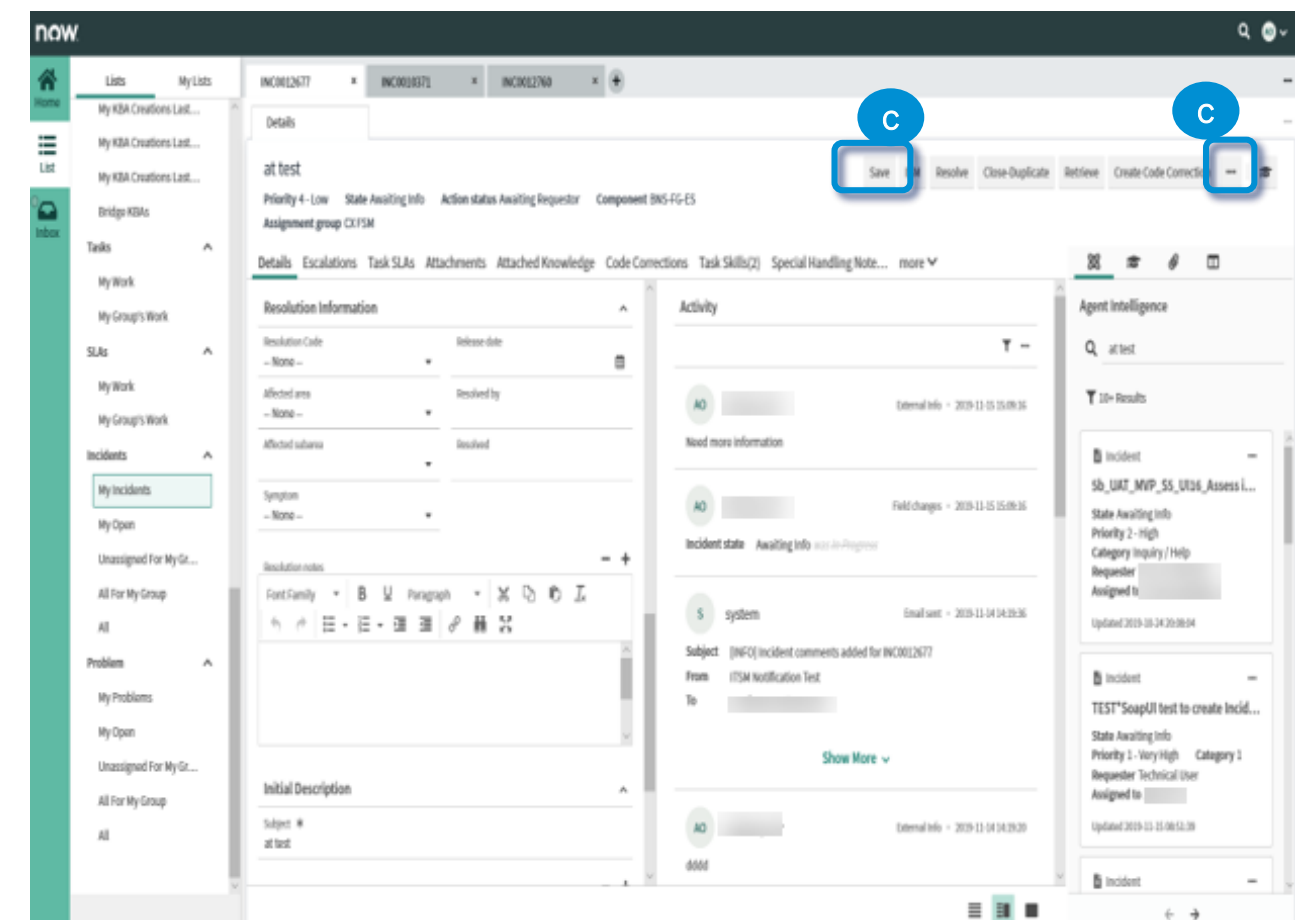 now.
Home
List
Inbox
Lists My Lists
My KBA Creations Last...
My KBA Creations Last...
My KBA Creations Last...
Bridge KBAs
Tasks
My Work
My Group's Work
SLAs
My Work
My Group's Work
Incidents
My Incidents
My Open
Unassigned For My Gr...
All For My Group
All
Problem
My Problems
My Open
Unassigned For My Gr...
All For My Group
All
INC0012677 × INC0010371 × INC0012760 ×
Details
C
C
at test
Save Resolve Close-Duplicate Retrieve Create Code Correction
Priority 4 - Low State Awaiting Info Action status Awaiting Requestor Component BNS-FG-ES
Assignment group CX FSM
Details Escalations Task SLAs Attachments Attached Knowledge Code Corrections Task Skills(2) Special Handling Note... more
Resolution Information
Resolution Code Release date
-- None --
Affected area Resolved by
-- None --
Affected subarea Resolved
Symptom
-- None --
Resolution notes
Font Family B U Paragraph
Initial Description
Subject
at test
Activity
AO External Info • 2019-11-15 15:09:16
Need more information
AO Field changes • 2019-11-15 15:09:16
Incident state Awaiting Info was In Progress
S system Email sent • 2019-11-14 14:19:36
Subject [INFO] Incident comments added for INC0012677
From ITSM Notification Test
To
Show More
AO External Info • 2019-11-14 14:19:20
dddd
Agent Intelligence
at test
10+ Results
Incident
Sb_UAT_MVP_S5_UI16_Assess i...
State Awaiting Info
Priority 2 - High
Category Inquiry / Help
Requester
Assigned to
Updated 2019-10-24 20:08:04
Incident
TEST"SoapUI test to create Incid...
State Awaiting Info
Priority 1 - Very High Category 1
Requester Technical User
Assigned to
Updated 2019-11-15 08:52:39
Incident